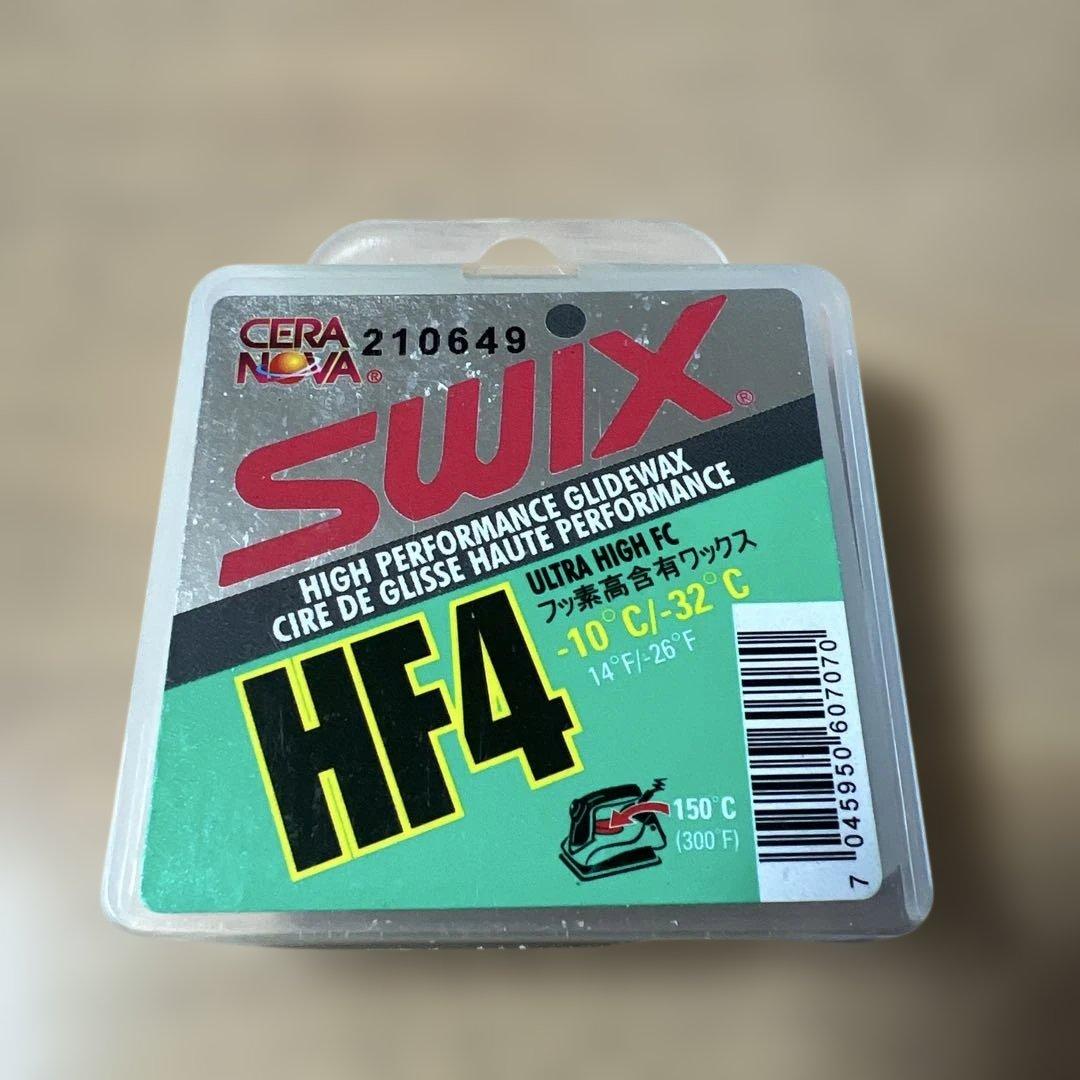 CERA
NOVA®
210649
SWIX®
HIGH PERFORMANCE GLIDEWAX
CIRE DE GLISSE HAUTE PERFORMANCE
HF4
ULTRA HIGH FC
フッ素高含有ワックス
-10°C/-32°C
14°F/-26°F
150°C
(300°F)
7 045950 607070